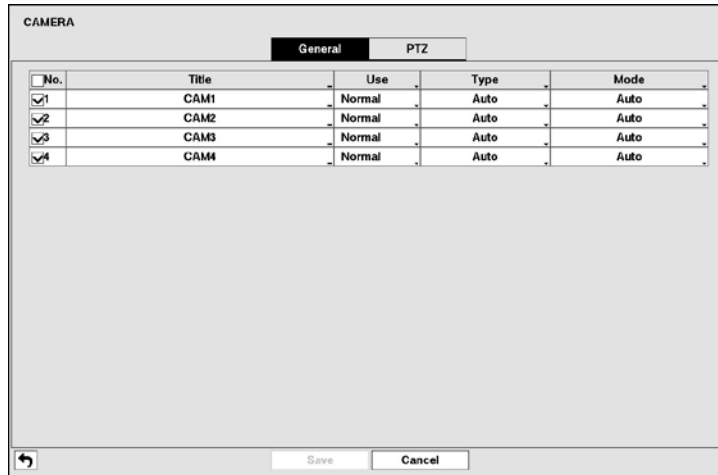 CAMERA
General PTZ
No. Title Use Type Mode
1 CAM1 Normal Auto Auto
2 CAM2 Normal Auto Auto
3 CAM3 Normal Auto Auto
4 CAM4 Normal Auto Auto
Save Cancel